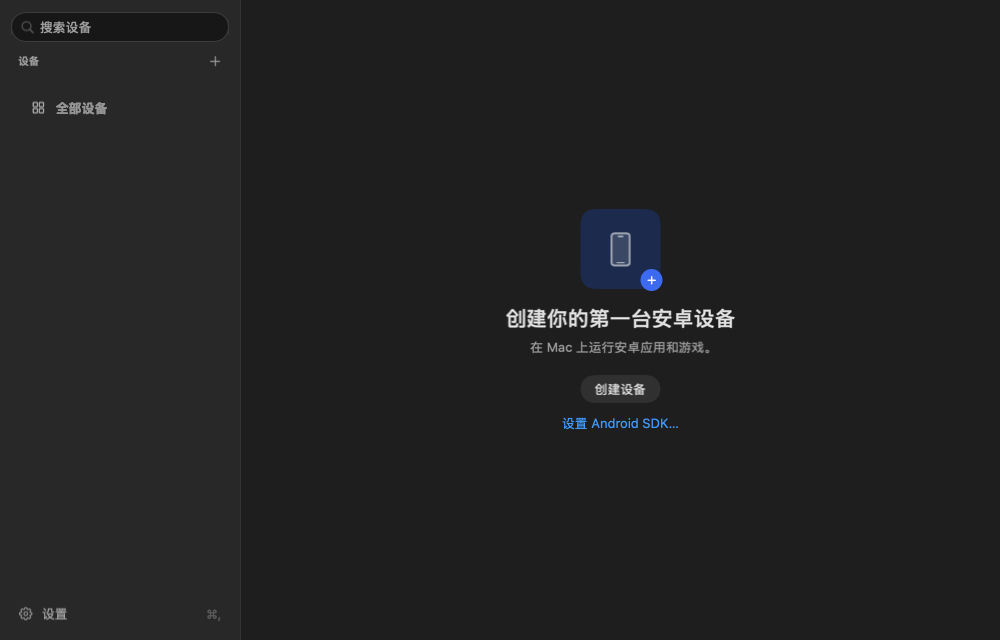 搜索设备
设备
全部设备
创建你的第一台安卓设备
在 Mac 上运行安卓应用和游戏。
创建设备
设置 Android SDK...
设置
⌘,